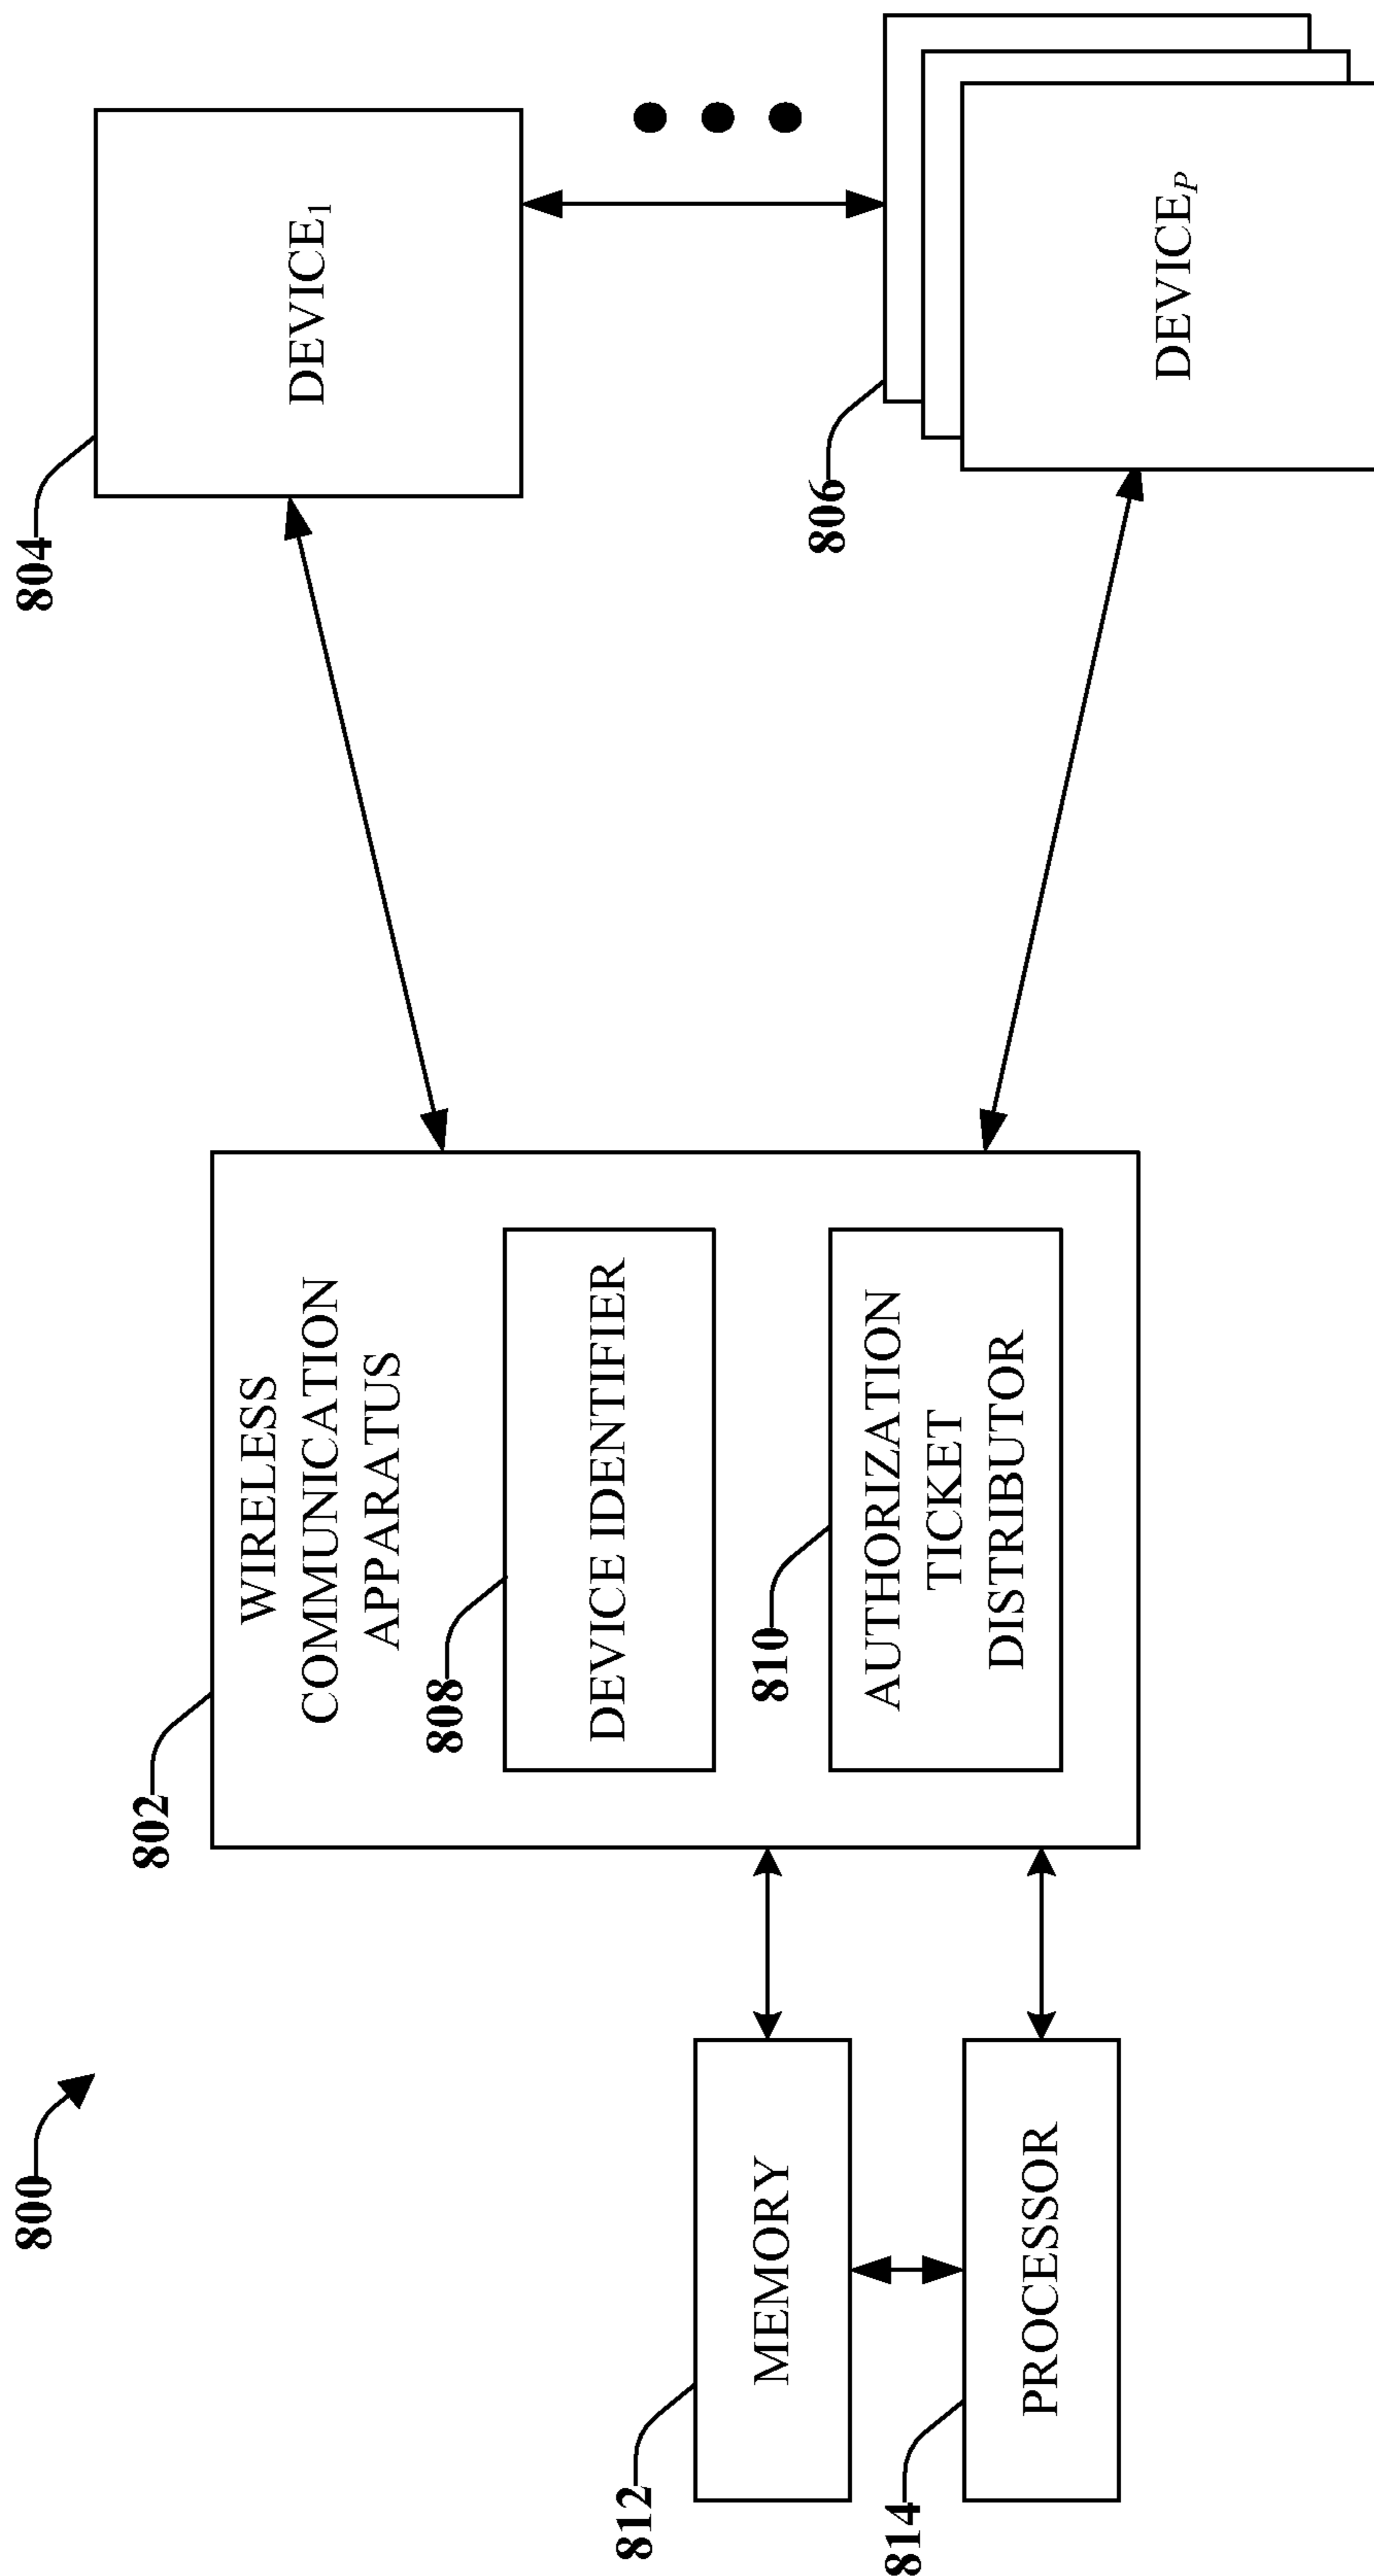 800
802
WIRELESS
COMMUNICATION
APPARATUS
808
DEVICE IDENTIFIER
810
AUTHORIZATION
TICKET
DISTRIBUTOR
812
MEMORY
814
PROCESSOR
804
DEVICE1
806
DEVICEP